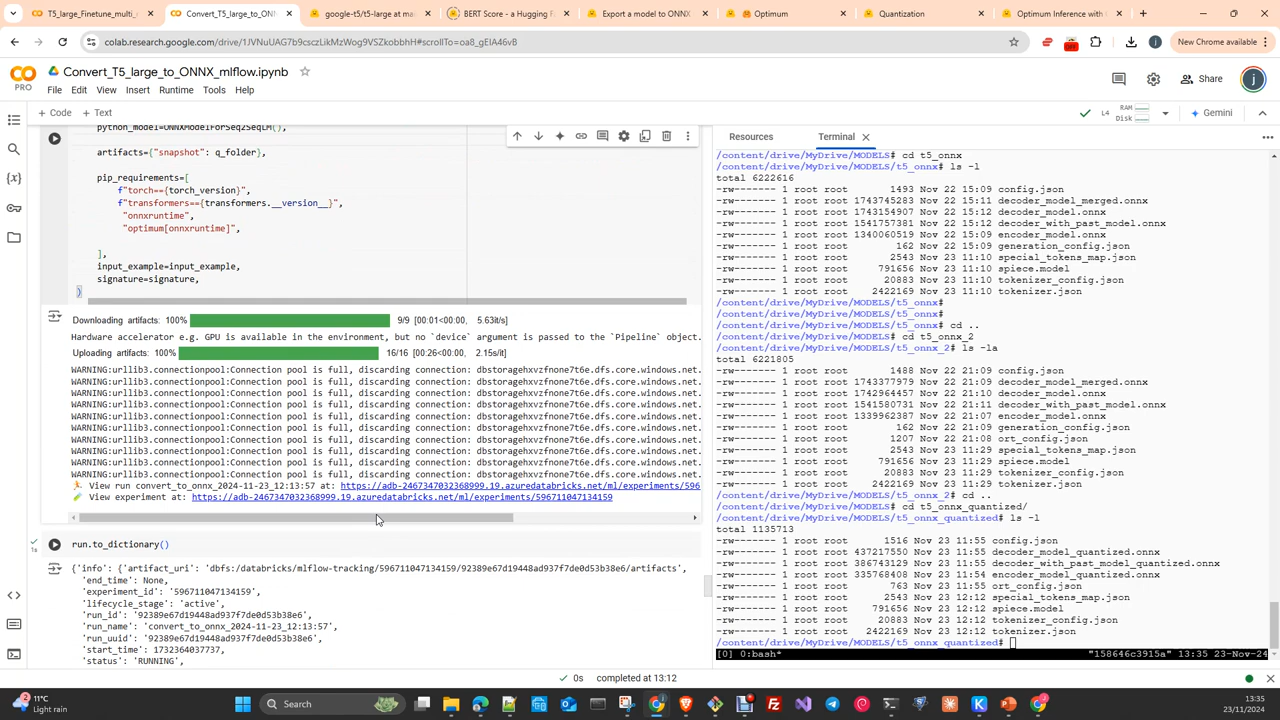 T5_large_Finetune_multi_r
Convert_T5_large_to_ONN
google-t5/t5-large at mai
BERT Score - a Hugging F
Export a model to ONNX
Optimum
Quantization
Optimum Inference with
colab.research.google.com/drive/1JVNuUAG7b9csczLikMzWog9VSZkobbhH#scrollTo=oa8_gEIA46vB
New Chrome available
Convert_T5_large_to_ONNX_mlflow.ipynb
PRO
File Edit View Insert Runtime Tools Help
Share
+ Code + Text
L4 RAM Disk
Gemini
Resources
Terminal
python_model=ONNXModelForSeq2SeqLM(),
artifacts={"snapshot": q_folder},
pip_requirements=[
f"torch=={torch_version}",
f"transformers=={transformers.__version__}",
"onnxruntime",
"optimum[onnxruntime]",
],
input_example=input_example,
signature=signature,
)
Downloading artifacts: 100% 9/9 [00:01<00:00, 5.63it/s]
Hardware accelerator e.g. GPU is available in the environment, but no `device` argument is passed to the `Pipeline` object.
Uploading artifacts: 100% 16/16 [00:26<00:00, 2.15s/it]
WARNING:urllib3.connectionpool:Connection pool is full, discarding connection: dbstoragehxvzfnone7t6e.dfs.core.windows.net.
WARNING:urllib3.connectionpool:Connection pool is full, discarding connection: dbstoragehxvzfnone7t6e.dfs.core.windows.net.
WARNING:urllib3.connectionpool:Connection pool is full, discarding connection: dbstoragehxvzfnone7t6e.dfs.core.windows.net.
WARNING:urllib3.connectionpool:Connection pool is full, discarding connection: dbstoragehxvzfnone7t6e.dfs.core.windows.net.
WARNING:urllib3.connectionpool:Connection pool is full, discarding connection: dbstoragehxvzfnone7t6e.dfs.core.windows.net.
WARNING:urllib3.connectionpool:Connection pool is full, discarding connection: dbstoragehxvzfnone7t6e.dfs.core.windows.net.
WARNING:urllib3.connectionpool:Connection pool is full, discarding connection: dbstoragehxvzfnone7t6e.dfs.core.windows.net.
WARNING:urllib3.connectionpool:Connection pool is full, discarding connection: dbstoragehxvzfnone7t6e.dfs.core.windows.net.
WARNING:urllib3.connectionpool:Connection pool is full, discarding connection: dbstoragehxvzfnone7t6e.dfs.core.windows.net.
WARNING:urllib3.connectionpool:Connection pool is full, discarding connection: dbstoragehxvzfnone7t6e.dfs.core.windows.net.
View run convert_to_onnx_2024-11-23_12:13:57 at: https://adb-2467347032368999.19.azuredatabricks.net/ml/experiments/596
View experiment at: https://adb-2467347032368999.19.azuredatabricks.net/ml/experiments/596711047134159
1s
run.to_dictionary()
{'info': {'artifact_uri': 'dbfs:/databricks/mlflow-tracking/596711047134159/92389e67d19448ad937f7de0d53b38e6/artifacts',
'end_time': None,
'experiment_id': '596711047134159',
'lifecycle_stage': 'active',
'run_id': '92389e67d19448ad937f7de0d53b38e6',
'run_name': 'convert_to_onnx_2024-11-23_12:13:57',
'run_uuid': '92389e67d19448ad937f7de0d53b38e6',
'start_time': 1732364037737,
'status': 'RUNNING',
/content/drive/MyDrive/MODELS# cd t5_onnx
/content/drive/MyDrive/MODELS/t5_onnx# ls -l
total 6222616
-rw------- 1 root root 1493 Nov 22 15:09 config.json
-rw------- 1 root root 1743745283 Nov 22 15:11 decoder_model_merged.onnx
-rw------- 1 root root 1743154907 Nov 22 15:12 decoder_model.onnx
-rw------- 1 root root 1541757381 Nov 22 15:12 decoder_with_past_model.onnx
-rw------- 1 root root 1340060519 Nov 22 15:09 encoder_model.onnx
-rw------- 1 root root 162 Nov 22 15:09 generation_config.json
-rw------- 1 root root 2543 Nov 23 11:10 special_tokens_map.json
-rw------- 1 root root 791656 Nov 23 11:10 spiece.model
-rw------- 1 root root 20883 Nov 23 11:10 tokenizer_config.json
-rw------- 1 root root 2422169 Nov 23 11:10 tokenizer.json
/content/drive/MyDrive/MODELS/t5_onnx#
/content/drive/MyDrive/MODELS/t5_onnx#
/content/drive/MyDrive/MODELS/t5_onnx# cd ..
/content/drive/MyDrive/MODELS# cd t5_onnx_2
/content/drive/MyDrive/MODELS/t5_onnx_2# ls -la
total 6221805
-rw------- 1 root root 1488 Nov 22 21:09 config.json
-rw------- 1 root root 1743377979 Nov 22 21:09 decoder_model_merged.onnx
-rw------- 1 root root 1742964457 Nov 22 21:10 decoder_model.onnx
-rw------- 1 root root 1541580731 Nov 22 21:11 decoder_with_past_model.onnx
-rw------- 1 root root 1339962387 Nov 22 21:07 encoder_model.onnx
-rw------- 1 root root 162 Nov 22 21:09 generation_config.json
-rw------- 1 root root 1207 Nov 22 21:08 ort_config.json
-rw------- 1 root root 2543 Nov 23 11:29 special_tokens_map.json
-rw------- 1 root root 791656 Nov 23 11:29 spiece.model
-rw------- 1 root root 20883 Nov 23 11:29 tokenizer_config.json
-rw------- 1 root root 2422169 Nov 23 11:29 tokenizer.json
/content/drive/MyDrive/MODELS/t5_onnx_2# cd ..
/content/drive/MyDrive/MODELS# cd t5_onnx_quantized/
/content/drive/MyDrive/MODELS/t5_onnx_quantized# ls -l
total 1135713
-rw------- 1 root root 1516 Nov 23 11:55 config.json
-rw------- 1 root root 437217550 Nov 23 11:55 decoder_model_quantized.onnx
-rw------- 1 root root 386743129 Nov 23 11:55 decoder_with_past_model_quantized.onnx
-rw------- 1 root root 335768408 Nov 23 11:54 encoder_model_quantized.onnx
-rw------- 1 root root 763 Nov 23 11:55 ort_config.json
-rw------- 1 root root 2543 Nov 23 12:12 special_tokens_map.json
-rw------- 1 root root 791656 Nov 23 12:12 spiece.model
-rw------- 1 root root 20883 Nov 23 12:12 tokenizer_config.json
-rw------- 1 root root 2422169 Nov 23 12:12 tokenizer.json
/content/drive/MyDrive/MODELS/t5_onnx_quantized#
[0] 0:bash* "158646c3915a" 13:35 23-Nov-24
0s completed at 13:12
11°C
Light rain
Search
13:35
23/11/2024